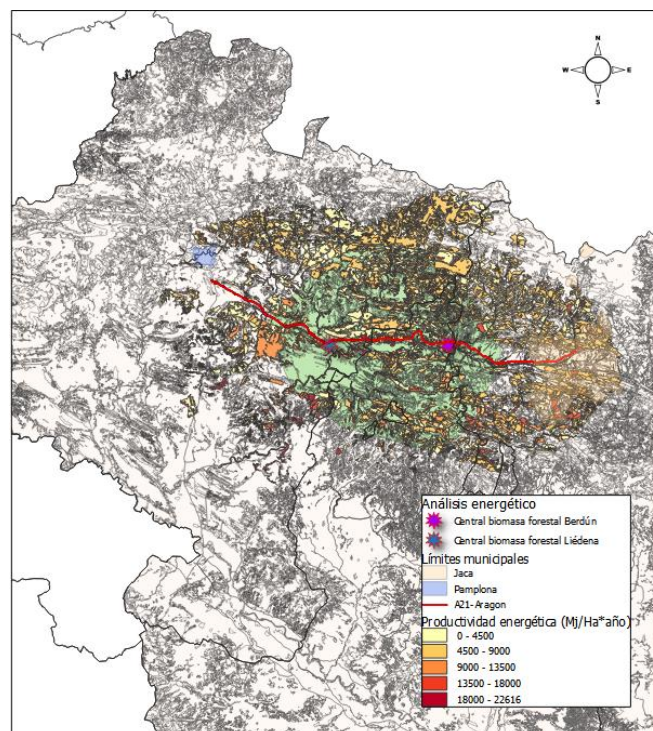 N
W E
S
Análisis energético
Central biomasa forestal Berdún
Central biomasa forestal Liédena
Límites municipales
Jaca
Pamplona
A21-Aragon
Productividad energética (Mj/Ha*año)
0 - 4500
4500 - 9000
9000 - 13500
13500 - 18000
18000 - 22616